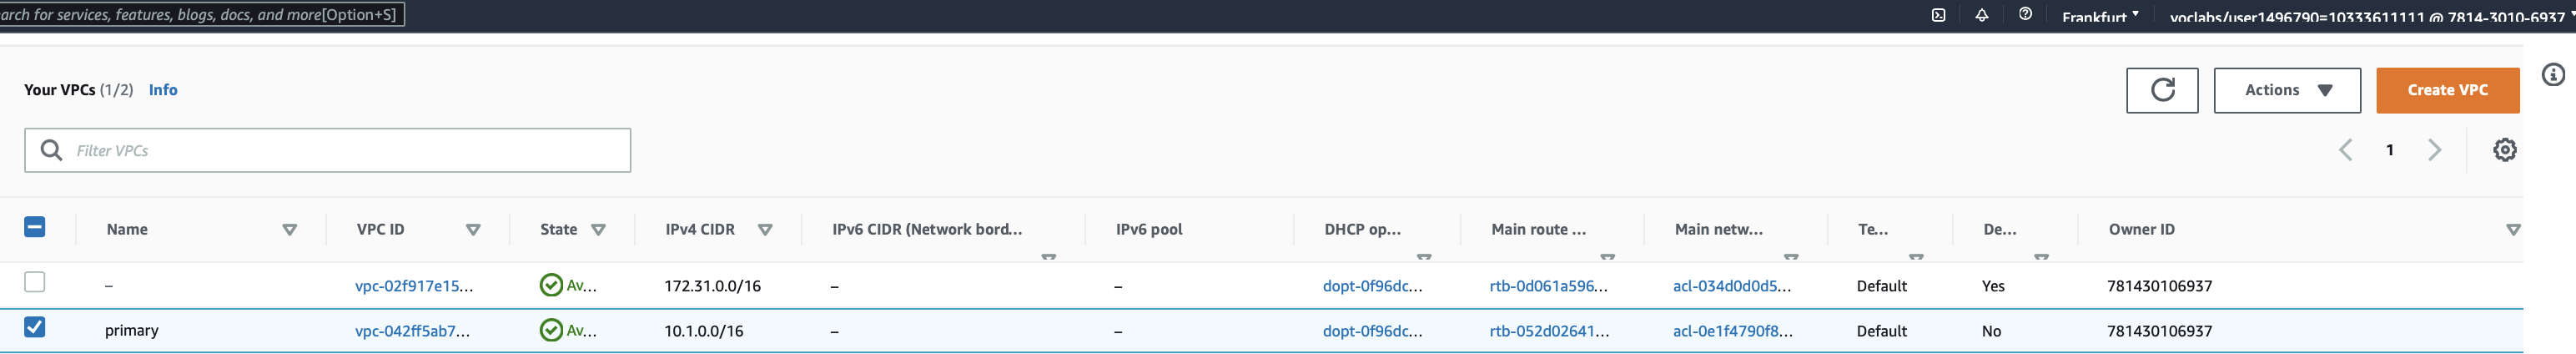 arch for services, features, blogs, docs, and more [Option+S]
Frankfurt voclabs/user1496790=10333611111 @ 7814-3010-6937
Your VPCs (1/2) Info
Actions Create VPC
Filter VPCs
1
Name VPC ID State IPv4 CIDR IPv6 CIDR (Network bord... IPv6 pool DHCP op... Main route ... Main netw... Te... De... Owner ID
– vpc-02f917e15... Av... 172.31.0.0/16 – – dopt-0f96dc... rtb-0d061a596... acl-034d0d0d5... Default Yes 781430106937
primary vpc-042ff5ab7... Av... 10.1.0.0/16 – – dopt-0f96dc... rtb-052d02641... acl-0e1f4790f8... Default No 781430106937